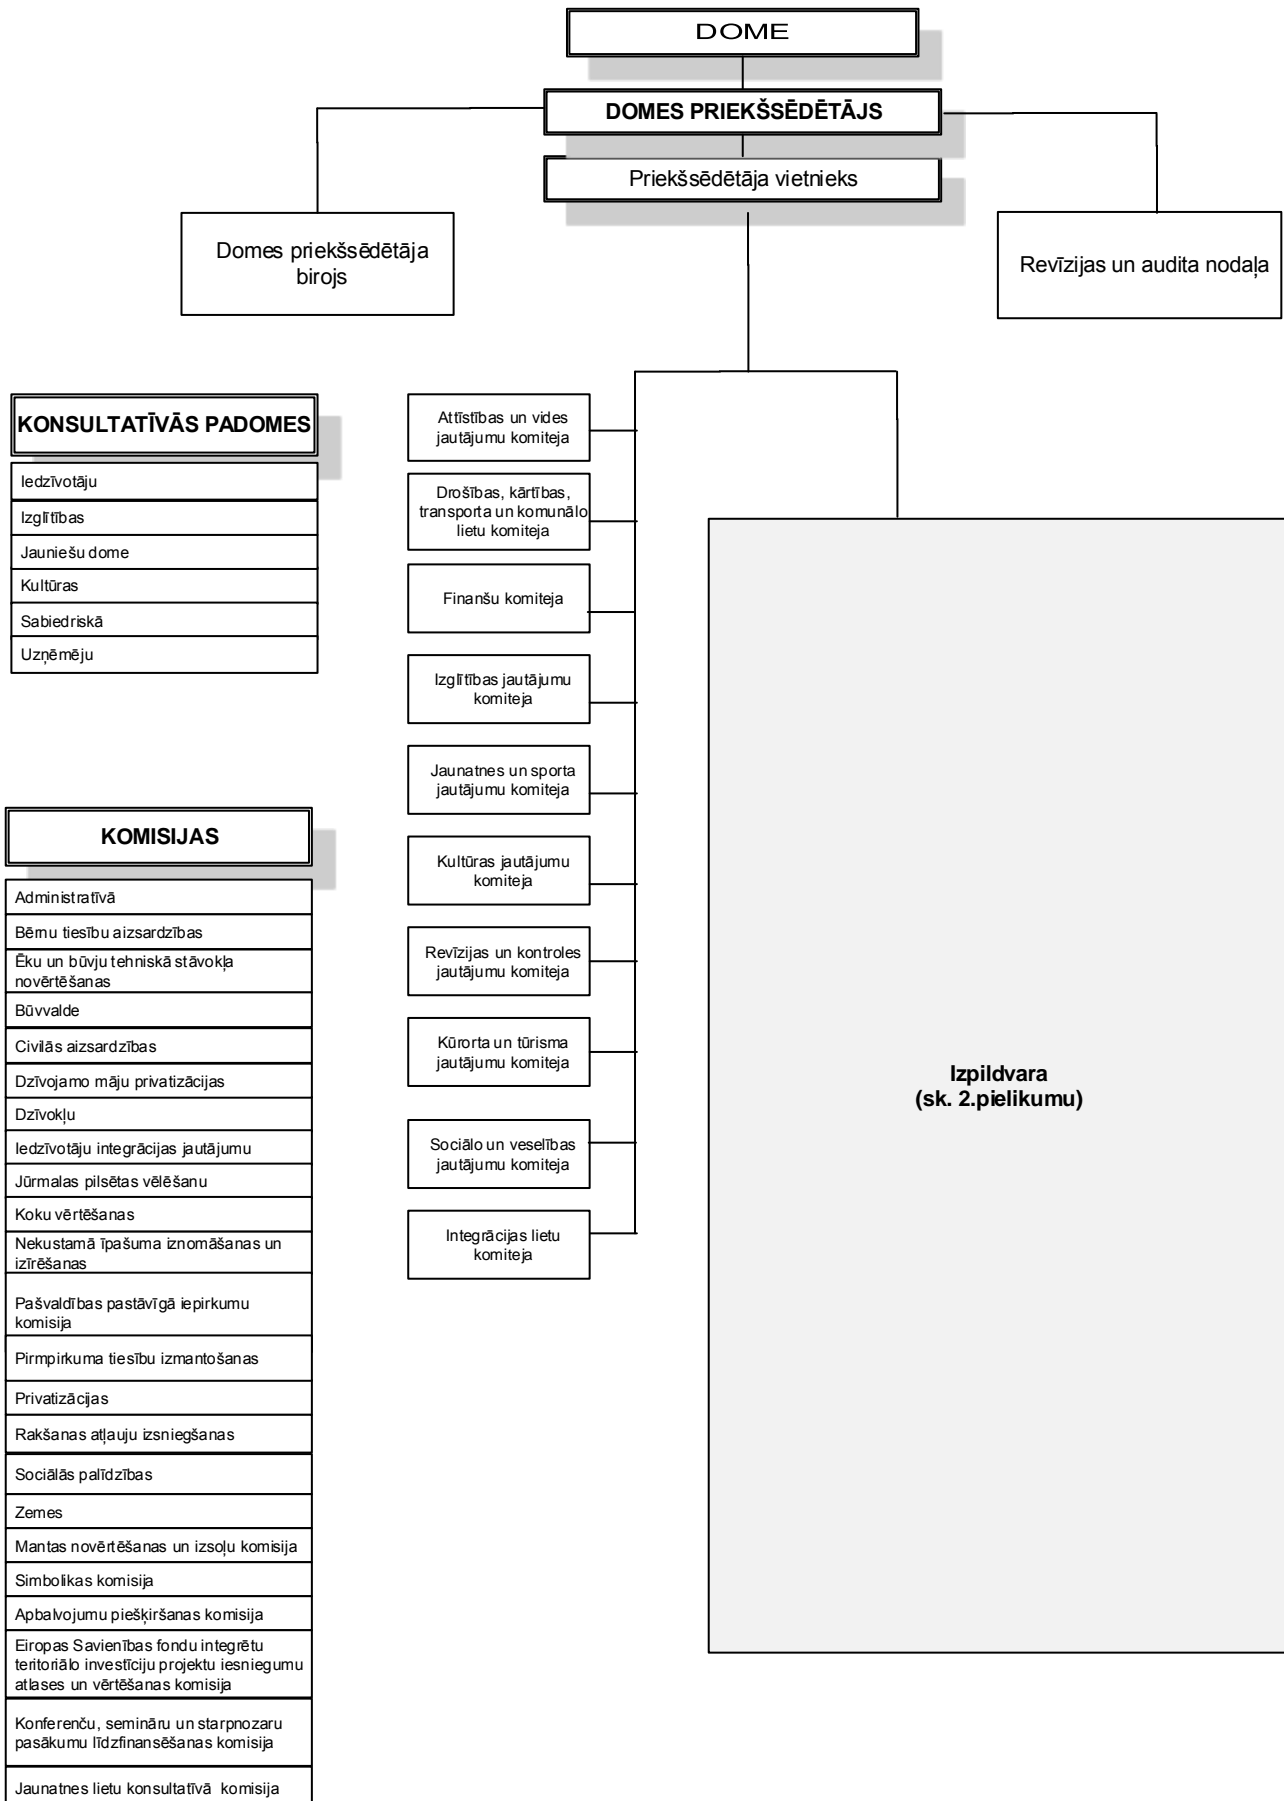 DOME
DOMES PRIEKŠSĒDĒTĀJS
Priekšsēdētāja vietnieks
Domes priekšsēdētāja
birojs
Revīzijas un audita nodaļa
KONSULTATĪVĀS PADOMES
Iedzīvotāju
Izglītības
Jauniešu dome
Kultūras
Sabiedriskā
Uzņēmēju
KOMISIJAS
Administratīvā
Bērnu tiesību aizsardzības
Ēku un būvju tehniskā stāvokļa
novērtēšanas
Būvvalde
Civilās aizsardzības
Dzīvojamo māju privatizācijas
Dzīvokļu
Iedzīvotāju integrācijas jautājumu
Jūrmalas pilsētas vēlēšanu
Koku vērtēšanas
Nekustamā īpašuma iznomāšanas un
izīrēšanas
Pašvaldības pastāvīgā iepirkumu
komisija
Pirmpirkuma tiesību izmantošanas
Privatizācijas
Rakšanas atļauju izsniegšanas
Sociālās palīdzības
Zemes
Mantas novērtēšanas un izsoļu komisija
Simbolikas komisija
Apbalvojumu piešķiršanas komisija
Eiropas Savienības fondu integrētu
teritoriālo investīciju projektu iesniegumu
atlases un vērtēšanas komisija
Konferenču, semināru un starpnozaru
pasākumu līdzfinansēšanas komisija
Jaunatnes lietu konsultatīvā komisija
Attīstības un vides
jautājumu komiteja
Drošības, kārtības,
transporta un komunālo
lietu komiteja
Finanšu komiteja
Izglītības jautājumu
komiteja
Jaunatnes un sporta
jautājumu komiteja
Kultūras jautājumu
komiteja
Revīzijas un kontroles
jautājumu komiteja
Kūrorta un tūrisma
jautājumu komiteja
Sociālo un veselības
jautājumu komiteja
Integrācijas lietu
komiteja
Izpildvara
(sk. 2.pielikumu)